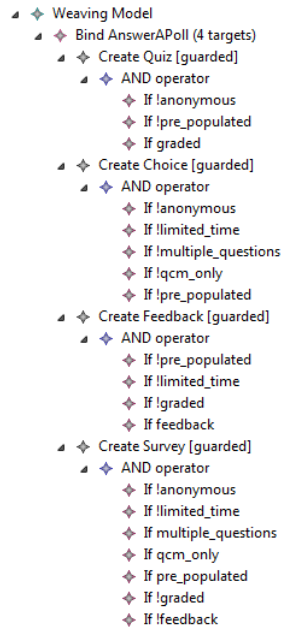 Weaving Model
Bind AnswerAPoll (4 targets)
Create Quiz [guarded]
AND operator
If !anonymous
If !pre_populated
If graded
Create Choice [guarded]
AND operator
If !anonymous
If !limited_time
If !multiple_questions
If !qcm_only
If !pre_populated
Create Feedback [guarded]
AND operator
If !pre_populated
If !limited_time
If !graded
If feedback
Create Survey [guarded]
AND operator
If !anonymous
If !limited_time
If multiple_questions
If qcm_only
If pre_populated
If !graded
If !feedback